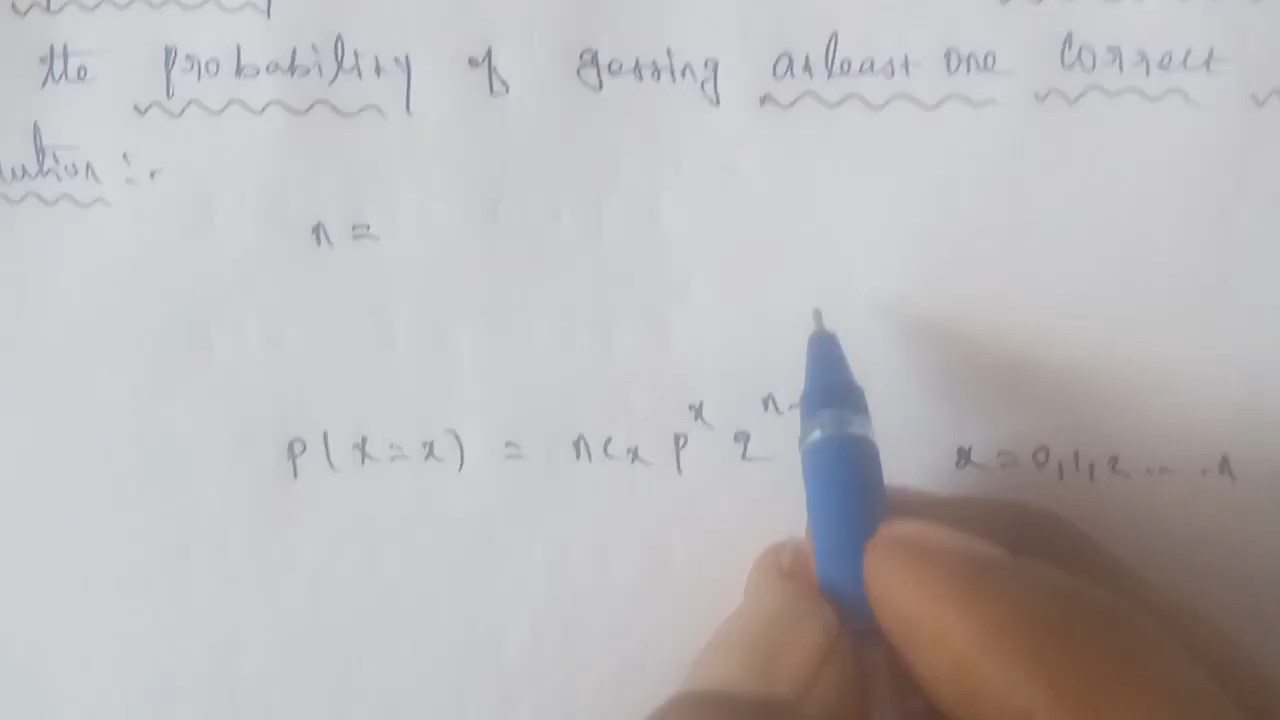 the probability of getting atleast one correct
ution :-
n =
P(X=x) = ncx p^x q^n- x=0,1,2 ... .n